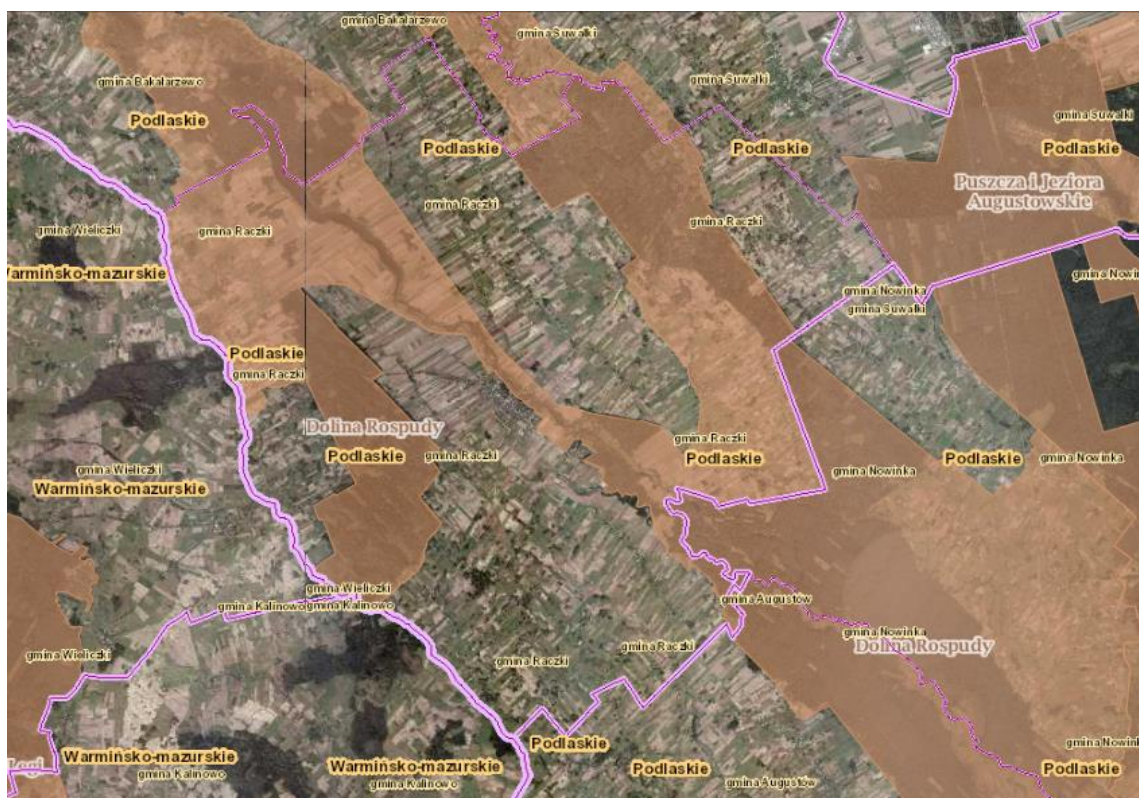 gmina Bakałarzewo
gmina Suwałki
gmina Bakałarzewo
gmina Suwałki
Podlaskie
gmina Suwałki
Podlaskie
Podlaskie
Podlaskie
Puszcza i Jeziora
Augustowskie
gmina Raczki
gmina Wieliczki
gmina Raczki
gmina Raczki
Warmińsko-mazurskie
gmina Nowinka
gmina Nowinka
gmina Suwałki
Podlaskie
gmina Raczki
Dolina Rospudy
gmina Raczki
Podlaskie
gmina Raczki
Podlaskie
Podlaskie
gmina Nowinka
gmina Wieliczki
gmina Nowinka
Warmińsko-mazurskie
gmina Wieliczki
gmina Kalinowo
gmina Kalinowo
gmina Augustów
gmina Nowinka
Dolina Rospudy
gmina Wieliczki
gmina Raczki
gmina Raczki
Podlaskie
gmina Nowinka
Warmińsko-mazurskie
Łęgi
Warmińsko-mazurskie
Podlaskie
Podlaskie
gmina Kalinowo
gmina Kalinowo
gmina Augustów